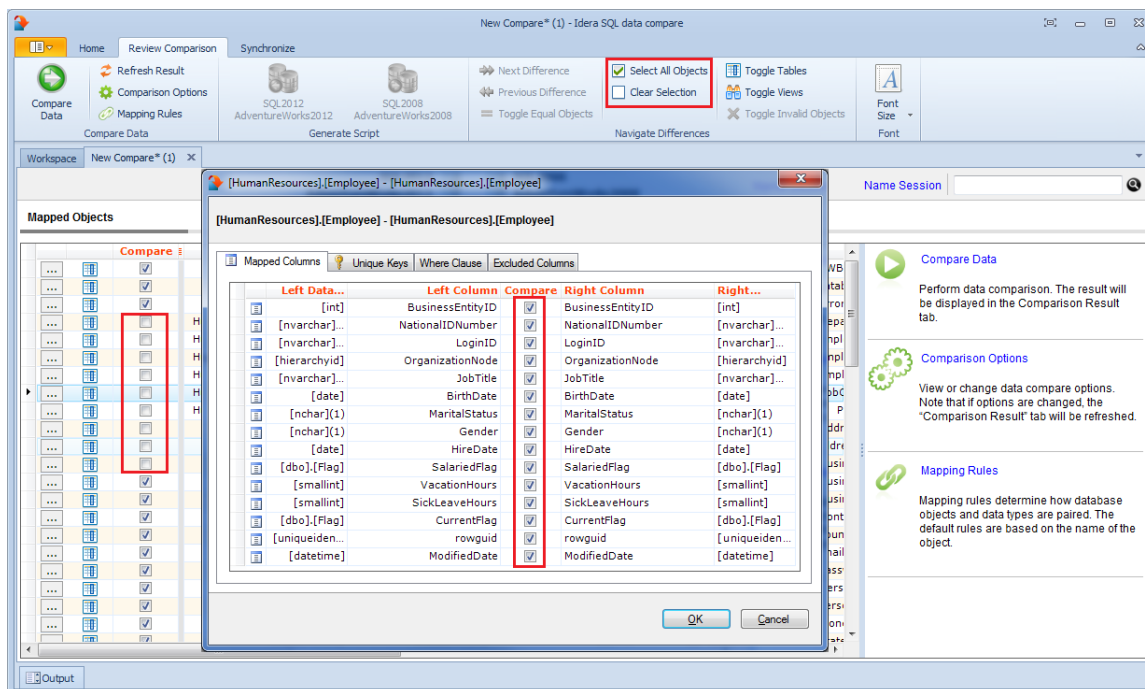 New Compare* (1) - Idera SQL data compare
Home Review Comparison Synchronize
Compare Data
Refresh Result
Comparison Options
Mapping Rules
Compare Data
SQL2012
AdventureWorks2012
SQL2008
AdventureWorks2008
Generate Script
Next Difference
Previous Difference
Toggle Equal Objects
Select All Objects
Clear Selection
Toggle Tables
Toggle Views
Toggle Invalid Objects
Navigate Differences
A
Font
Size
Font
Workspace New Compare* (1)
Name Session
Mapped Objects
Compare
[HumanResources].[Employee] - [HumanResources].[Employee]
[HumanResources].[Employee] - [HumanResources].[Employee]
Mapped Columns Unique Keys Where Clause Excluded Columns
Left Data... Left Column Compare Right Column Right...
[int] BusinessEntityID BusinessEntityID [int]
[nvarchar]... NationalIDNumber NationalIDNumber [nvarchar]...
[nvarchar]... LoginID LoginID [nvarchar]...
[hierarchyid] OrganizationNode OrganizationNode [hierarchyid]
[nvarchar]... JobTitle JobTitle [nvarchar]...
[date] BirthDate BirthDate [date]
[nchar](1) MaritalStatus MaritalStatus [nchar](1)
[nchar](1) Gender Gender [nchar](1)
[date] HireDate HireDate [date]
[dbo].[Flag] SalariedFlag SalariedFlag [dbo].[Flag]
[smallint] VacationHours VacationHours [smallint]
[smallint] SickLeaveHours SickLeaveHours [smallint]
[dbo].[Flag] CurrentFlag CurrentFlag [dbo].[Flag]
[uniqueiden... rowguid rowguid [uniqueiden...
[datetime] ModifiedDate ModifiedDate [datetime]
OK Cancel
Compare Data
Perform data comparison. The result will
be displayed in the Comparison Result
tab.
Comparison Options
View or change data compare options.
Note that if options are changed, the
"Comparison Result" tab will be refreshed.
Mapping Rules
Mapping rules determine how database
objects and data types are paired. The
default rules are based on the name of the
object.
Output